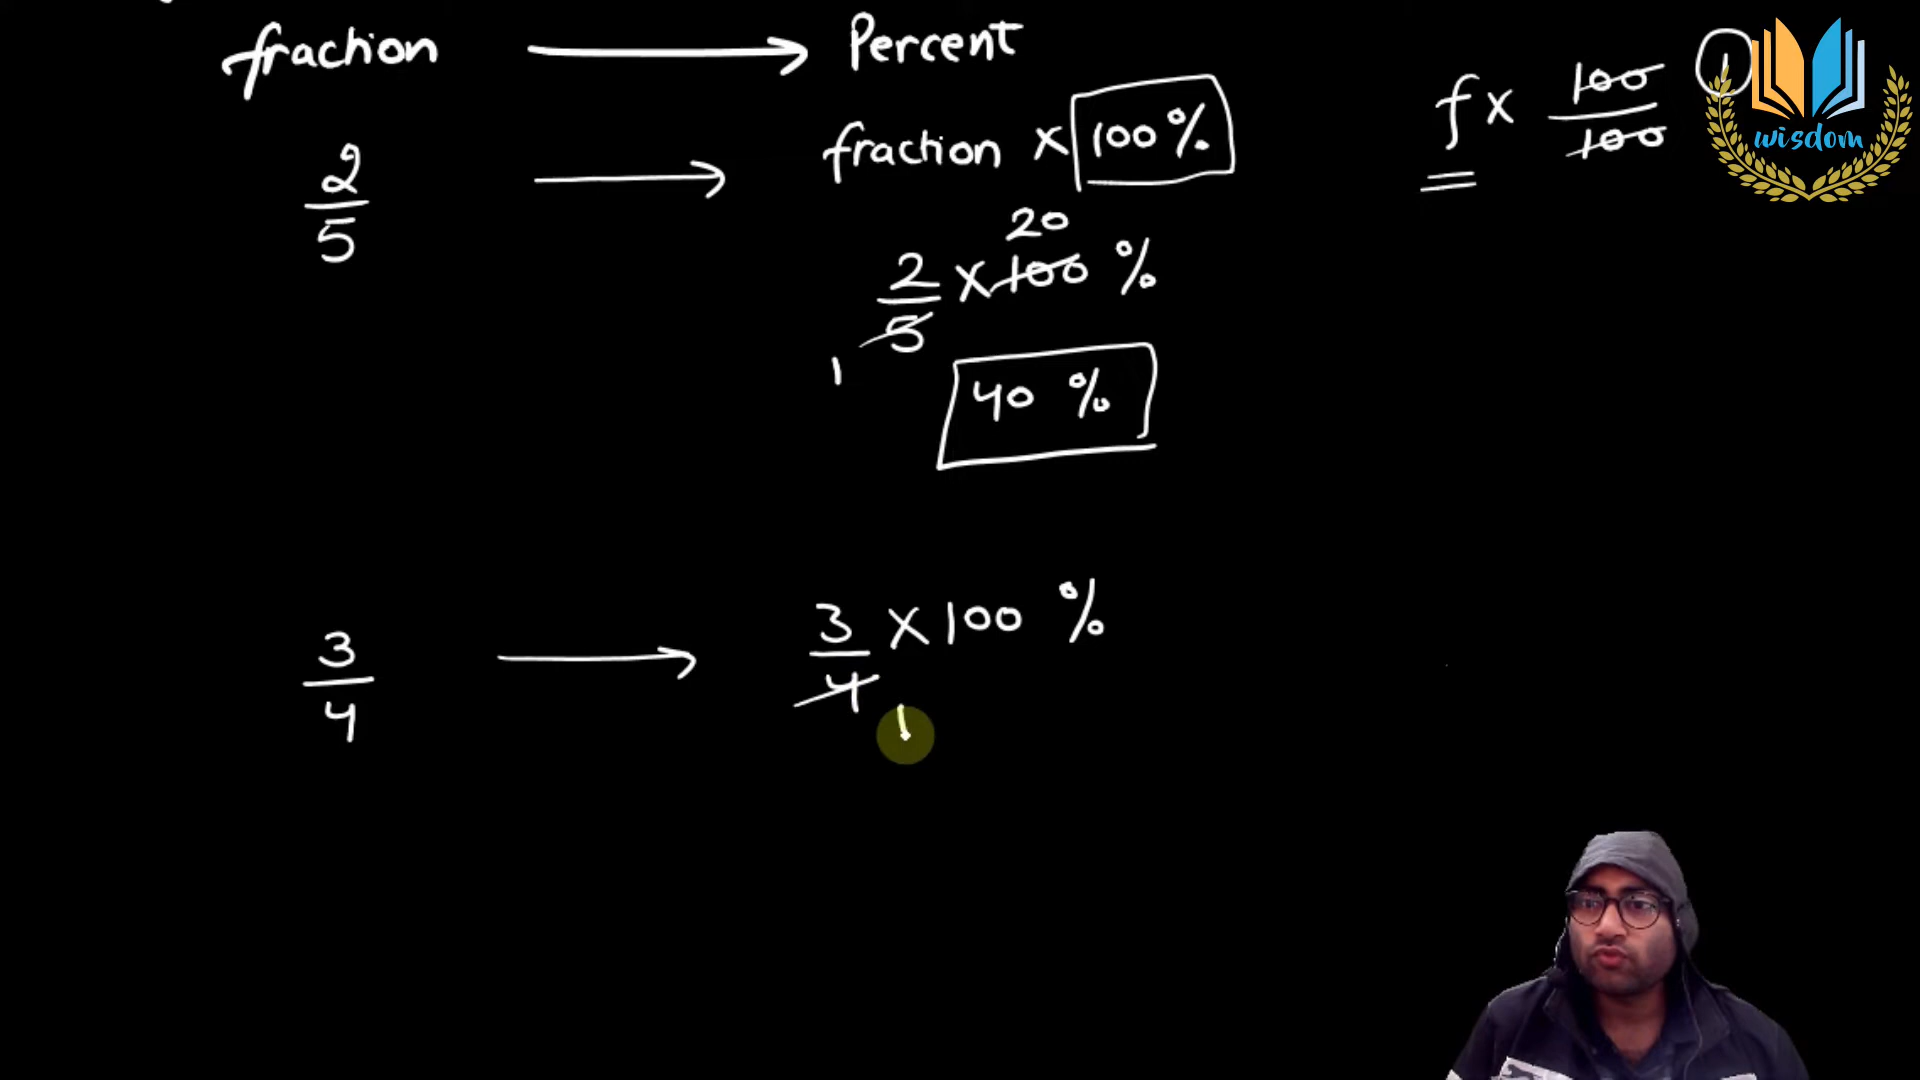 fraction → Percent
2/5 → fraction × 100%
f × 100/100 1
wisdom
20
2/5 × 100 %
1
40 %
3/4 → 3/4 × 100 %
1